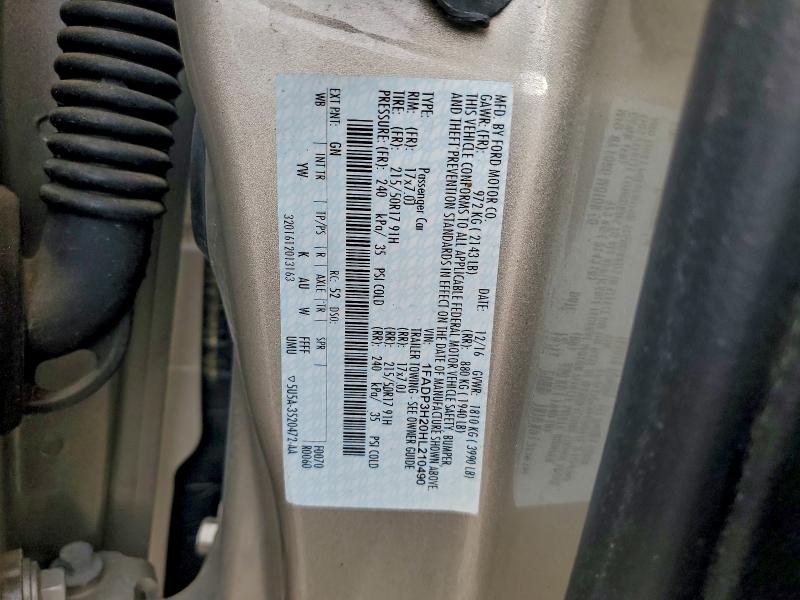 MFD. BY FORD MOTOR CO.
DATE: 12/16 GVWR: 1810 KG ( 3990 LB)
GAWR: (FR): 972 KG ( 2143 LB) (RR): 880 KG ( 1940 LB)
THIS VEHICLE CONFORMS TO ALL APPLICABLE FEDERAL MOTOR VEHICLE SAFETY, BUMPER,
AND THEFT PREVENTION STANDARDS IN EFFECT ON THE DATE OF MANUFACTURE SHOWN ABOVE
VIN: 1FADP3H20HL210490
TYPE: Passenger Car TRAILER TOWING - SEE OWNER GUIDE
RIM: (FR): 17x7.0J (RR): 17x7.0J
TIRE: (FR): 215/50R17 91H (RR): 215/50R17 91H
PRESSURE: (FR): 240 kPa/ 35 PSI COLD (RR): 240 kPa/ 35 PSI COLD
EXT PNT: GN RC: 52 DSO: F0070
R0060
WB INT TR TP/PS R AXLE TR SPR
YW K AU W FFFF UMU
3201612013163 ▽ 5U5A-3520472-AA